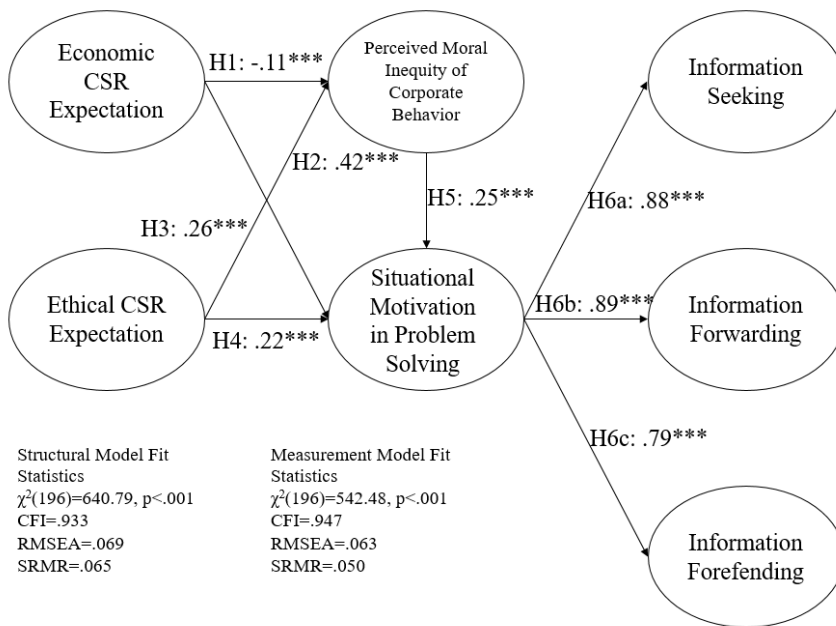 Economic
CSR
Expectation
H1: -.11***
Perceived Moral
Inequity of
Corporate
Behavior
Information
Seeking
H2: .42***
H3: .26***
H5: .25***
H6a: .88***
Ethical CSR
Expectation
H4: .22***
Situational
Motivation
in Problem
Solving
H6b: .89***
Information
Forwarding
H6c: .79***
Information
Forefending
Structural Model Fit
Statistics
χ²(196)=640.79, p<.001
CFI=.933
RMSEA=.069
SRMR=.065
Measurement Model Fit
Statistics
χ²(196)=542.48, p<.001
CFI=.947
RMSEA=.063
SRMR=.050